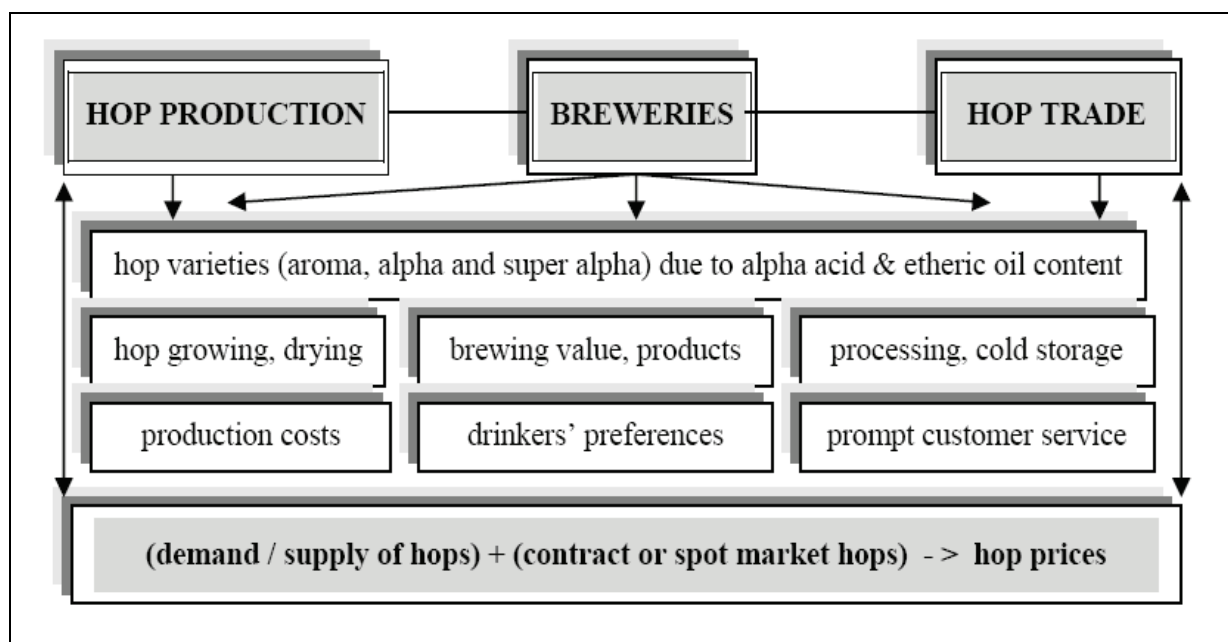 HOP PRODUCTION
BREWERIES
HOP TRADE
hop varieties (aroma, alpha and super alpha) due to alpha acid & etheric oil content
hop growing, drying
brewing value, products
processing, cold storage
production costs
drinkers’ preferences
prompt customer service
(demand / supply of hops) + (contract or spot market hops) - > hop prices